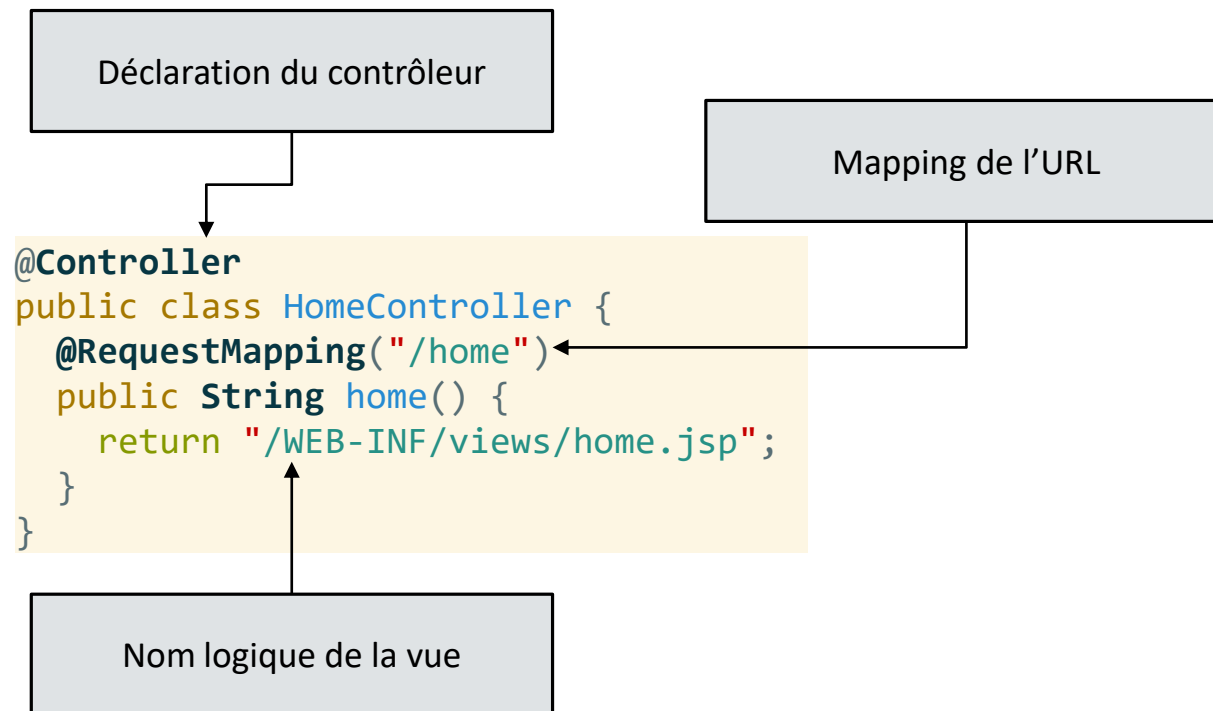 Déclaration du contrôleur
Mapping de l’URL
@Controller
public class HomeController {
  @RequestMapping("/home")
  public String home() {
    return "/WEB-INF/views/home.jsp";
  }
}
Nom logique de la vue